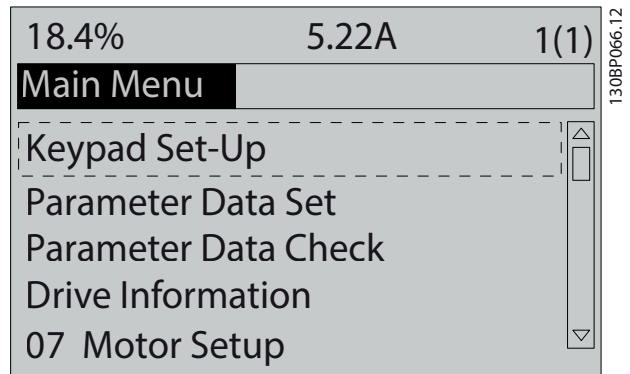 18.4% 5.22A 1(1)
Main Menu
Keypad Set-Up
Parameter Data Set
Parameter Data Check
Drive Information
07 Motor Setup
130BP066.12